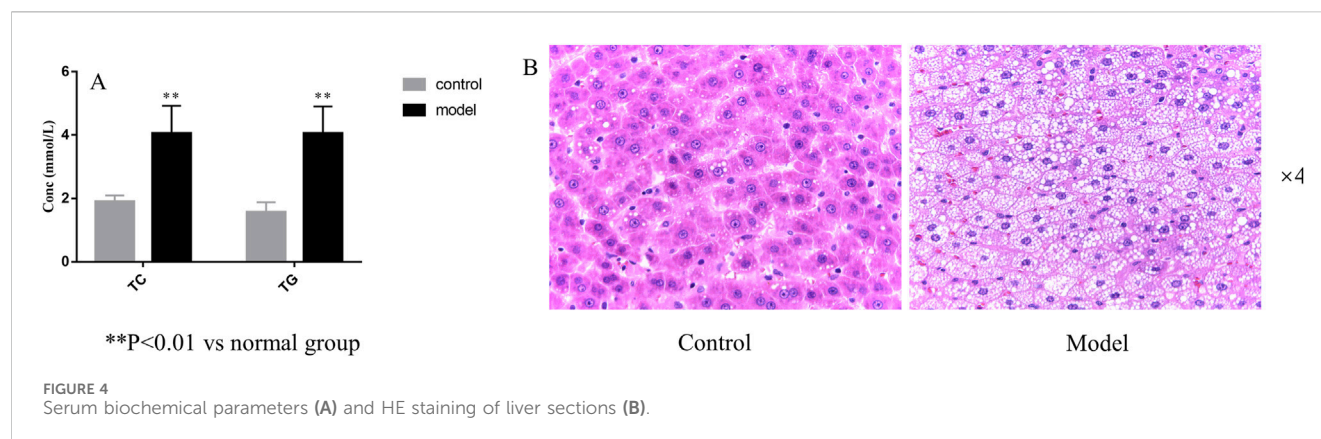 A
6
4
2
0
Conc (mmol/L)
**
**
TC
TG
control
model
**P<0.01 vs normal group
B
Control
Model
×4
FIGURE 4
Serum biochemical parameters (A) and HE staining of liver sections (B).